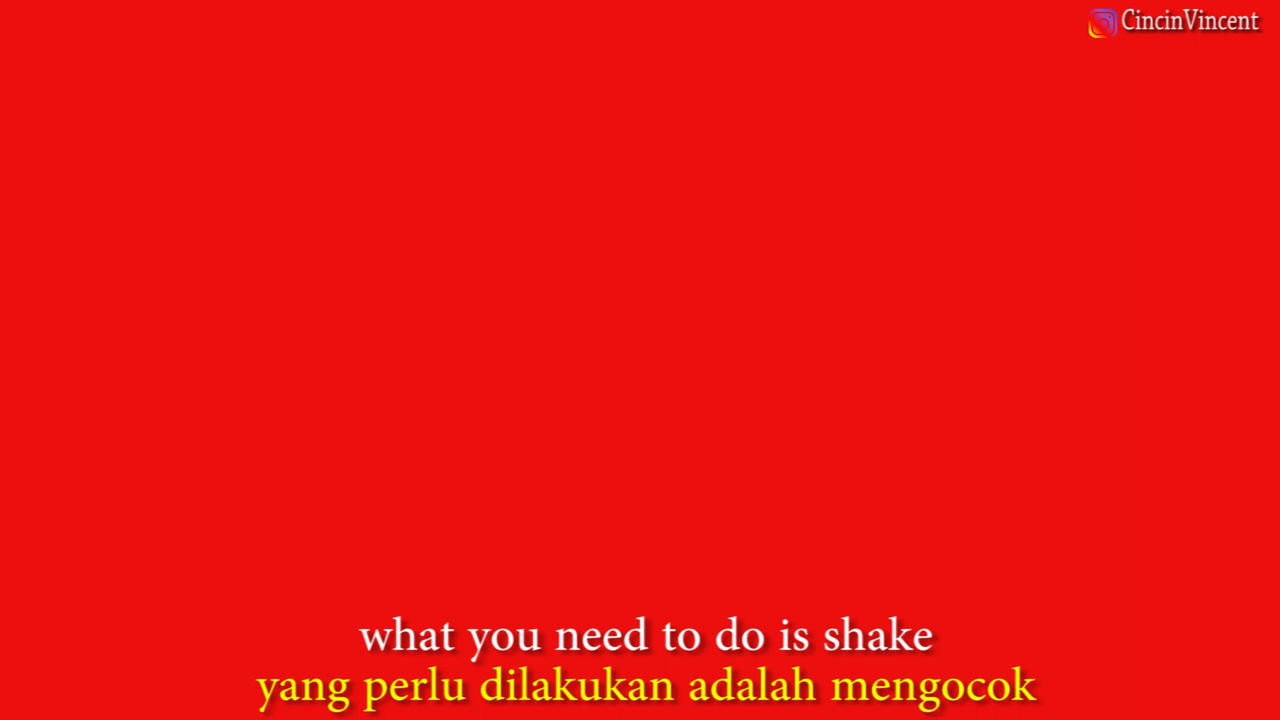 CincinVincent
what you need to do is shake
yang perlu dilakukan adalah mengocok